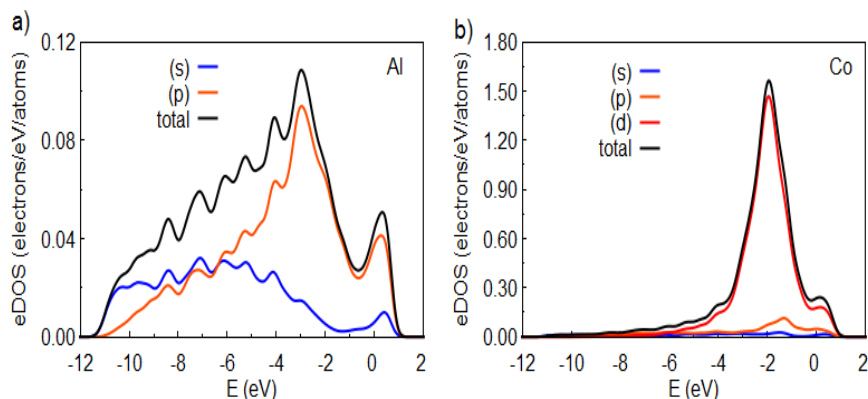 a)
eDOS (electrons/eV/atoms)
0.12
0.08
0.04
0.00
(s)
(p)
total
Al
-12 -10 -8 -6 -4 -2 0 2
E (eV)
b)
eDOS (electrons/eV/atoms)
1.80
1.50
1.20
0.90
0.60
0.30
0.00
(s)
(p)
(d)
total
Co
-12 -10 -8 -6 -4 -2 0 2
E (eV)